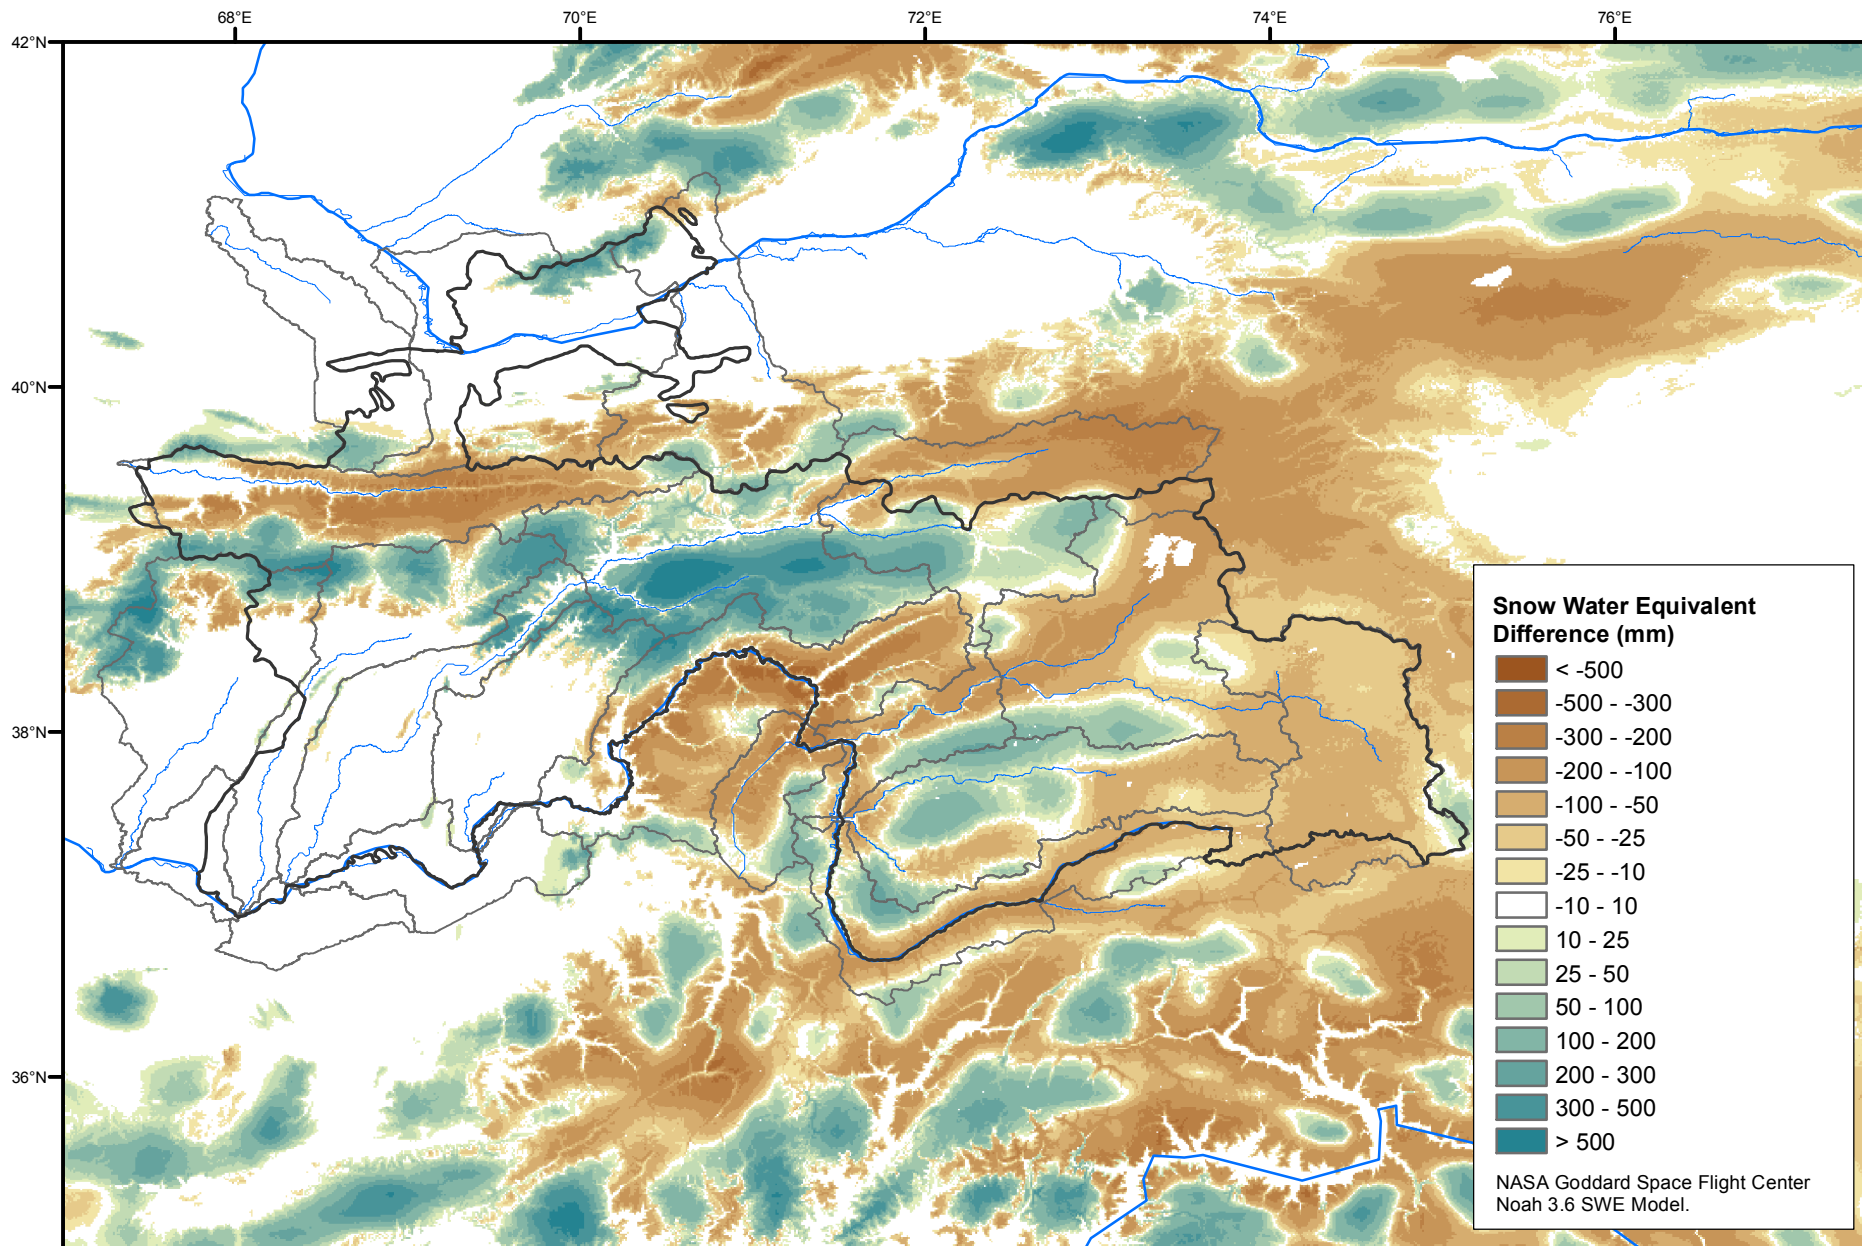 68°E
70°E
72°E
74°E
76°E
42°N
40°N
38°N
36°N
Snow Water Equivalent
Difference (mm)
< -500
-500 - -300
-300 - -200
-200 - -100
-100 - -50
-50 - -25
-25 - -10
-10 - 10
10 - 25
25 - 50
50 - 100
100 - 200
200 - 300
300 - 500
> 500
NASA Goddard Space Flight Center
Noah 3.6 SWE Model.